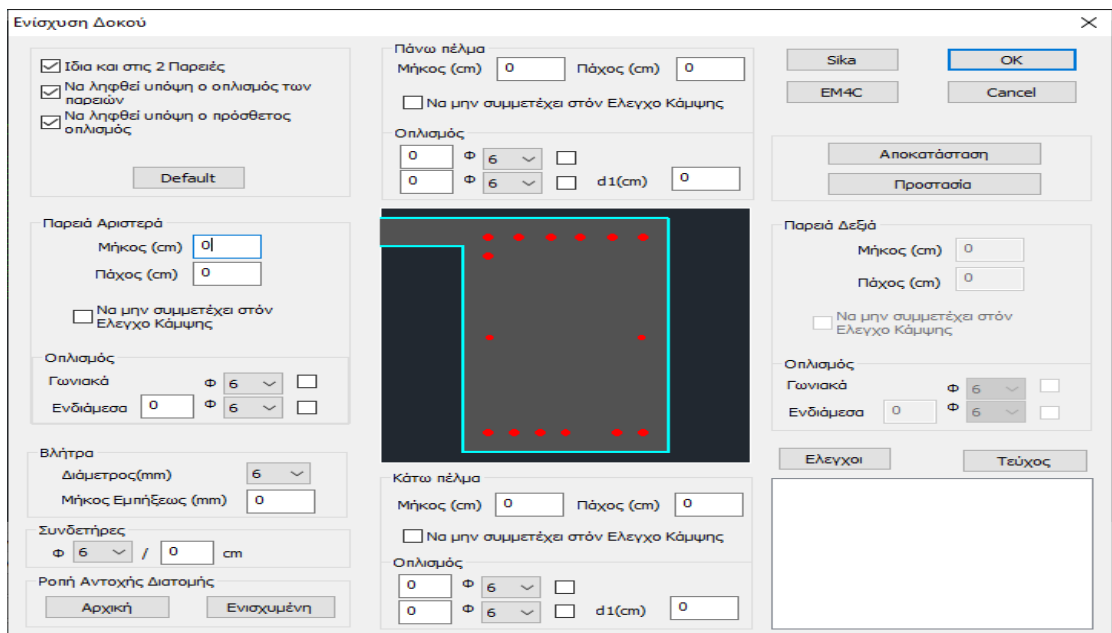 Ενίσχυση Δοκού
Ιδια και στις 2 Παρειές
Να ληφθεί υπόψη ο οπλισμός των
παρειών
Να ληφθεί υπόψη ο πρόσθετος
οπλισμός
Default
Παρειά Αριστερά
Μήκος (cm) 0
Πάχος (cm) 0
Να μην συμμετέχει στόν
Ελεγχο Κάμψης
Οπλισμός
Γωνιακά Φ 6
Ενδιάμεσα 0 Φ 6
Βλήτρα
Διάμετρος(mm) 6
Μήκος Εμπήξεως (mm) 0
Συνδετήρες
Φ 6 / 0 cm
Ροπή Αντοχής Διατομής
Αρχική Ενισχυμένη
Πάνω πέλμα
Μήκος (cm) 0 Πάχος (cm) 0
Να μην συμμετέχει στόν Ελεγχο Κάμψης
Οπλισμός
0 Φ 6
0 Φ 6 d1(cm) 0
Κάτω πέλμα
Μήκος (cm) 0 Πάχος (cm) 0
Να μην συμμετέχει στόν Ελεγχο Κάμψης
Οπλισμός
0 Φ 6
0 Φ 6 d1(cm) 0
Sika OK
EM4C Cancel
Αποκατάσταση
Προστασία
Παρειά Δεξιά
Μήκος (cm) 0
Πάχος (cm) 0
Να μην συμμετέχει στόν
Ελεγχο Κάμψης
Οπλισμός
Γωνιακά Φ 6
Ενδιάμεσα 0 Φ 6
Ελεγχοι Τεύχος